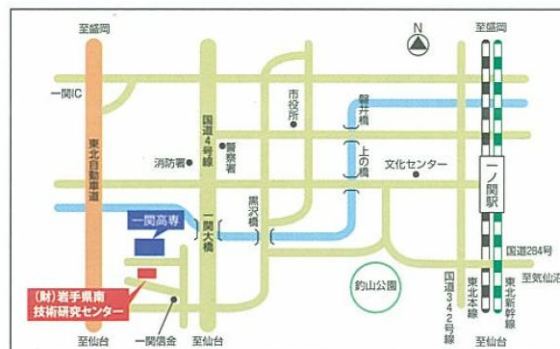 至盛岡
至盛岡
至盛岡
N
一関IC
東北自動車道
国道4号線
消防署
警察署
市役所
磐井橋
上の橋
文化センター
一ノ関駅
一関高専
一関大橋
黒沢橋
(財)岩手県南
技術研究センター
一関信金
釣山公園
国道284号
至気仙沼
国道342号線
東北本線
東北新幹線
至仙台
至仙台
至仙台